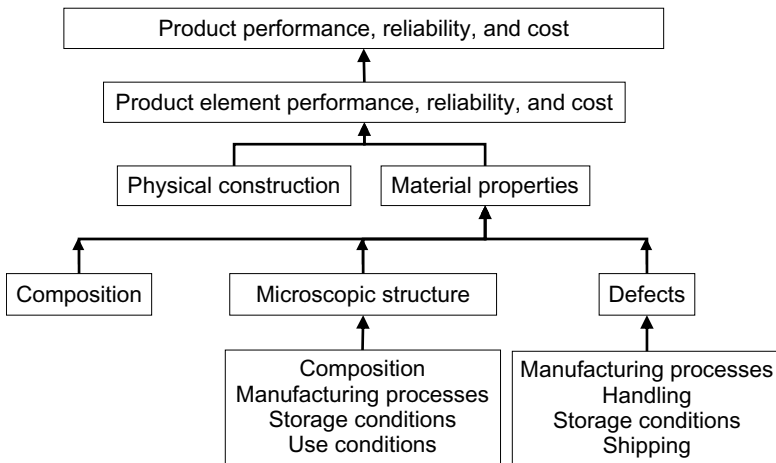 Product performance, reliability, and cost
Product element performance, reliability, and cost
Physical construction
Material properties
Composition
Microscopic structure
Defects
Composition
Manufacturing processes
Storage conditions
Use conditions
Manufacturing processes
Handling
Storage conditions
Shipping